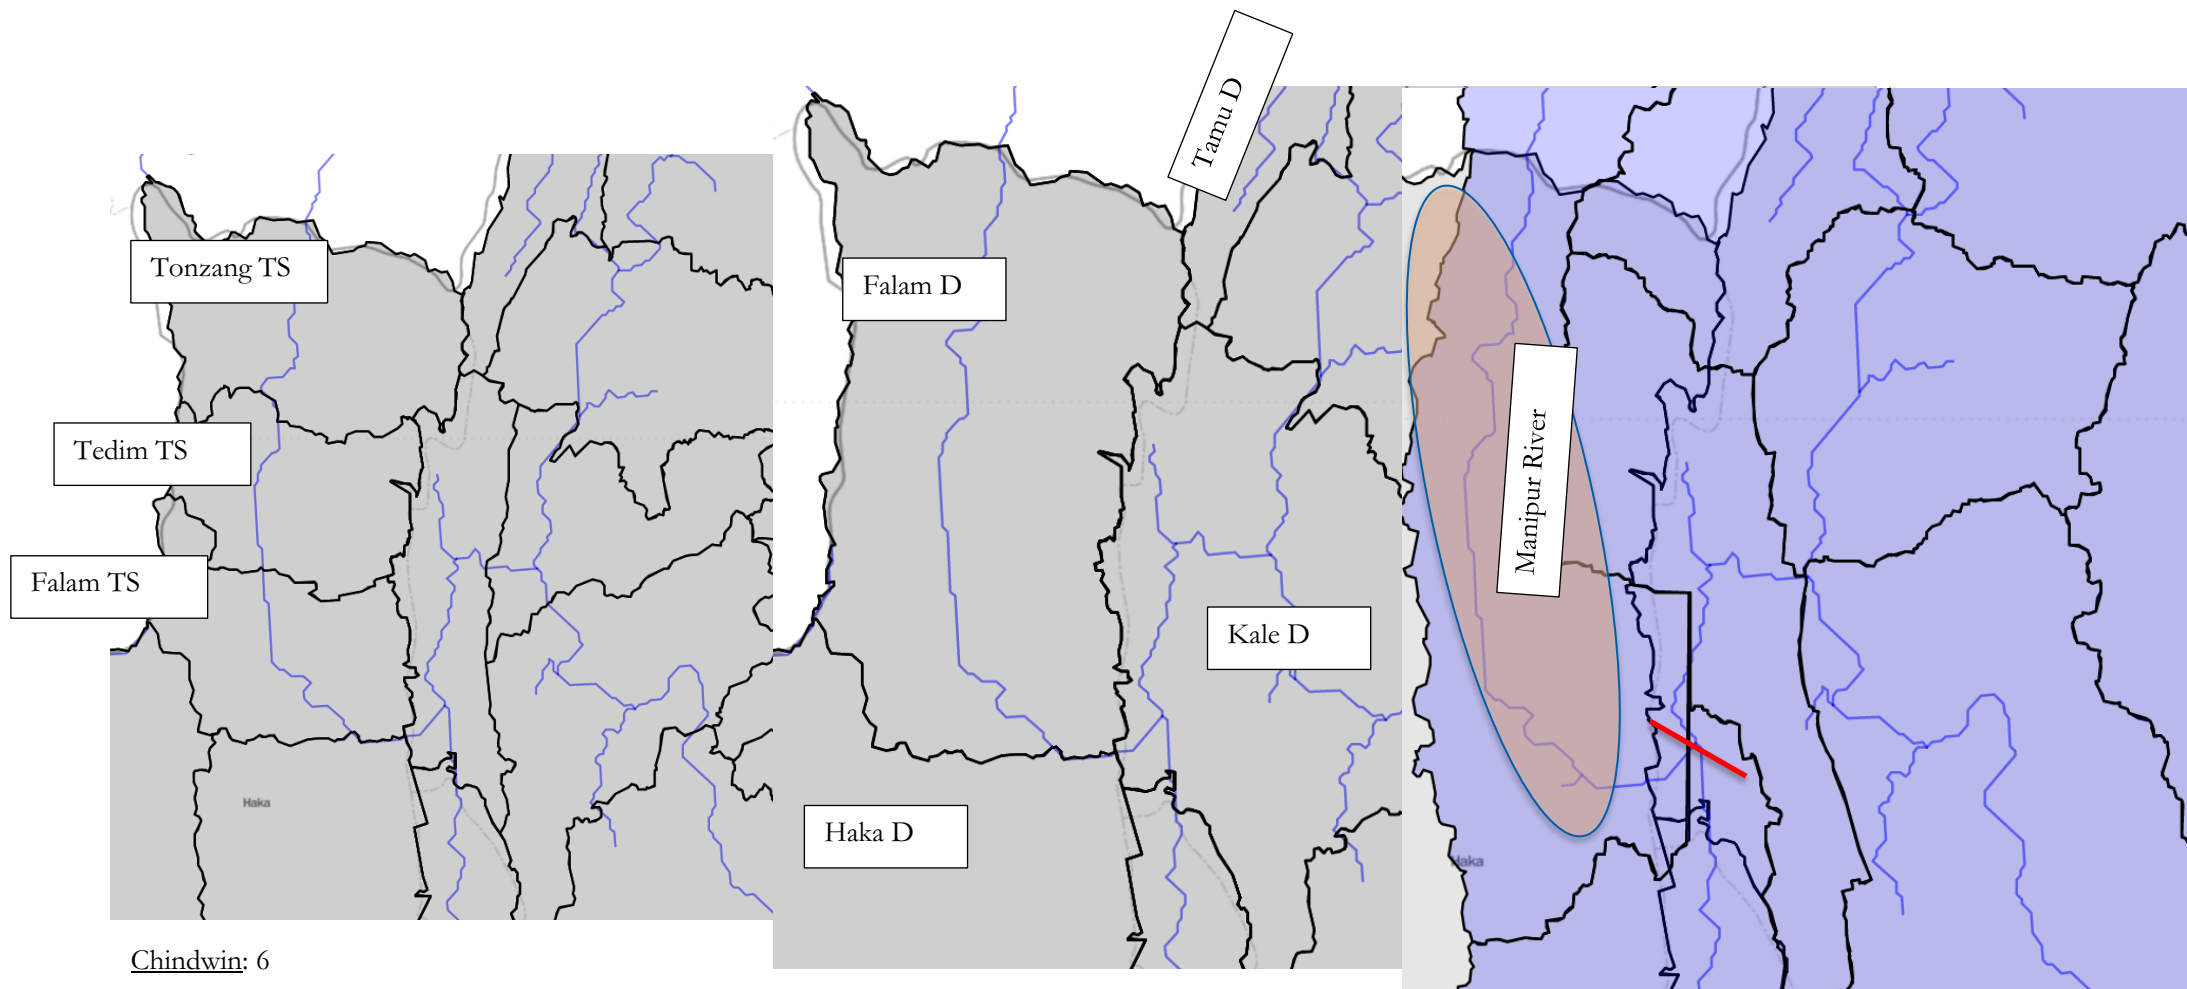 Tonzang TS
Tedim TS
Falam TS
Haka
Chindwin: 6
Tamu D
Falam D
Kale D
Haka D
Manipur River
Haka